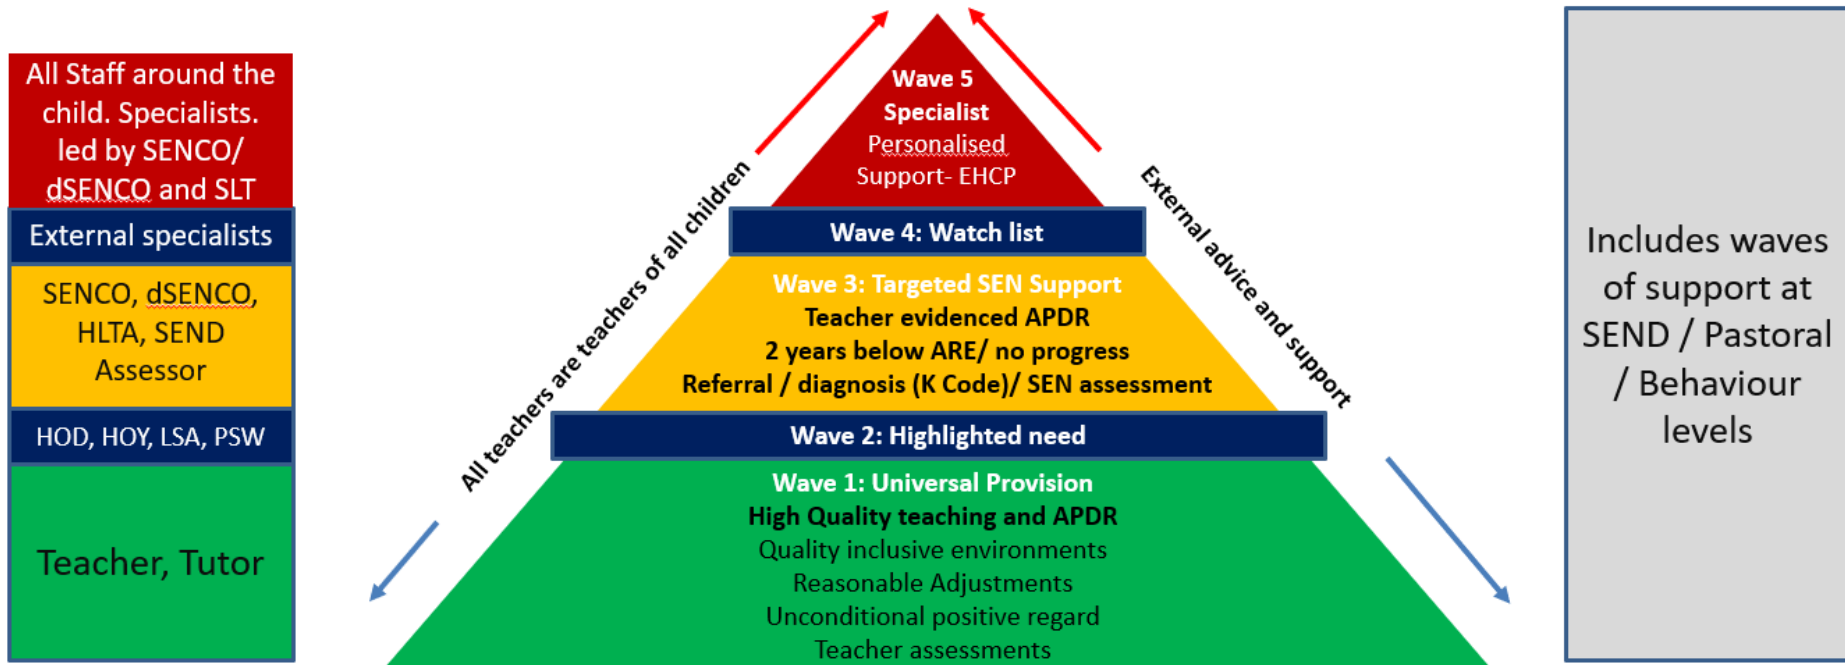 All Staff around the
child. Specialists.
led by SENCO/
dSENCO and SLT
External specialists
SENCO, dSENCO,
HLTA, SEND
Assessor
HOD, HOY, LSA, PSW
Teacher, Tutor
All teachers are teachers of all children
Wave 5
Specialist
Personalised
Support- EHCP
Wave 4: Watch list
Wave 3: Targeted SEN Support
Teacher evidenced APDR
2 years below ARE/ no progress
Referral / diagnosis (K Code)/ SEN assessment
Wave 2: Highlighted need
Wave 1: Universal Provision
High Quality teaching and APDR
Quality inclusive environments
Reasonable Adjustments
Unconditional positive regard
Teacher assessments
External advice and support
Includes waves
of support at
SEND / Pastoral
/ Behaviour
levels